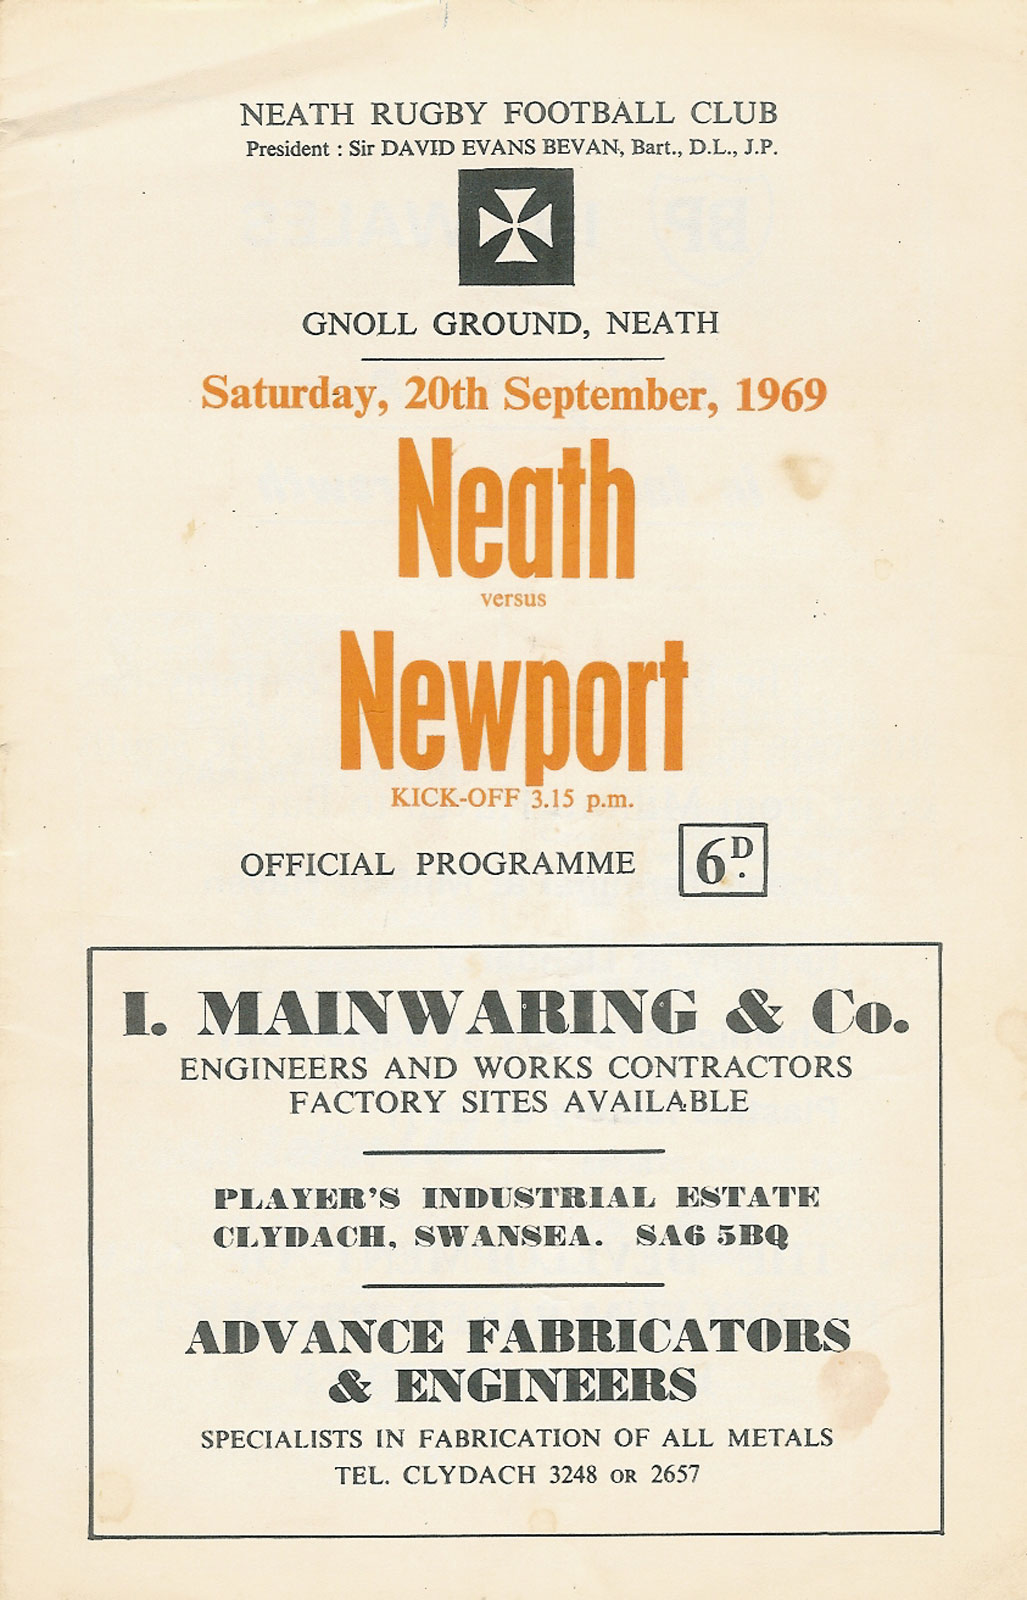 NEATH RUGBY FOOTBALL CLUB
President : Sir DAVID EVANS BEVAN, Bart., D.L., J.P.
GNOLL GROUND, NEATH
Saturday, 20th September, 1969
Neath
versus
Newport
KICK-OFF 3.15 p.m.
OFFICIAL PROGRAMME 6D.
I. MAINWARING & Co.
ENGINEERS AND WORKS CONTRACTORS
FACTORY SITES AVAILABLE
PLAYER'S INDUSTRIAL ESTATE
CLYDACH, SWANSEA. SA6 5BQ
ADVANCE FABRICATORS
& ENGINEERS
SPECIALISTS IN FABRICATION OF ALL METALS
TEL. CLYDACH 3248 OR 2657